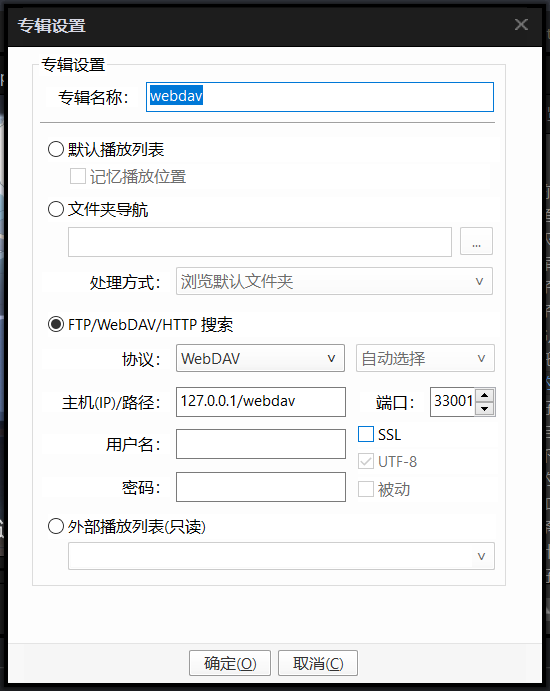 专辑设置
专辑设置
专辑名称: webdav
默认播放列表
记忆播放位置
文件夹导航
...
处理方式: 浏览默认文件夹
FTP/WebDAV/HTTP 搜索
协议: WebDAV 自动选择
主机(IP)/路径: 127.0.0.1/webdav 端口: 33001
用户名: SSL
UTF-8
密码: 被动
外部播放列表(只读)
确定(O) 取消(C)